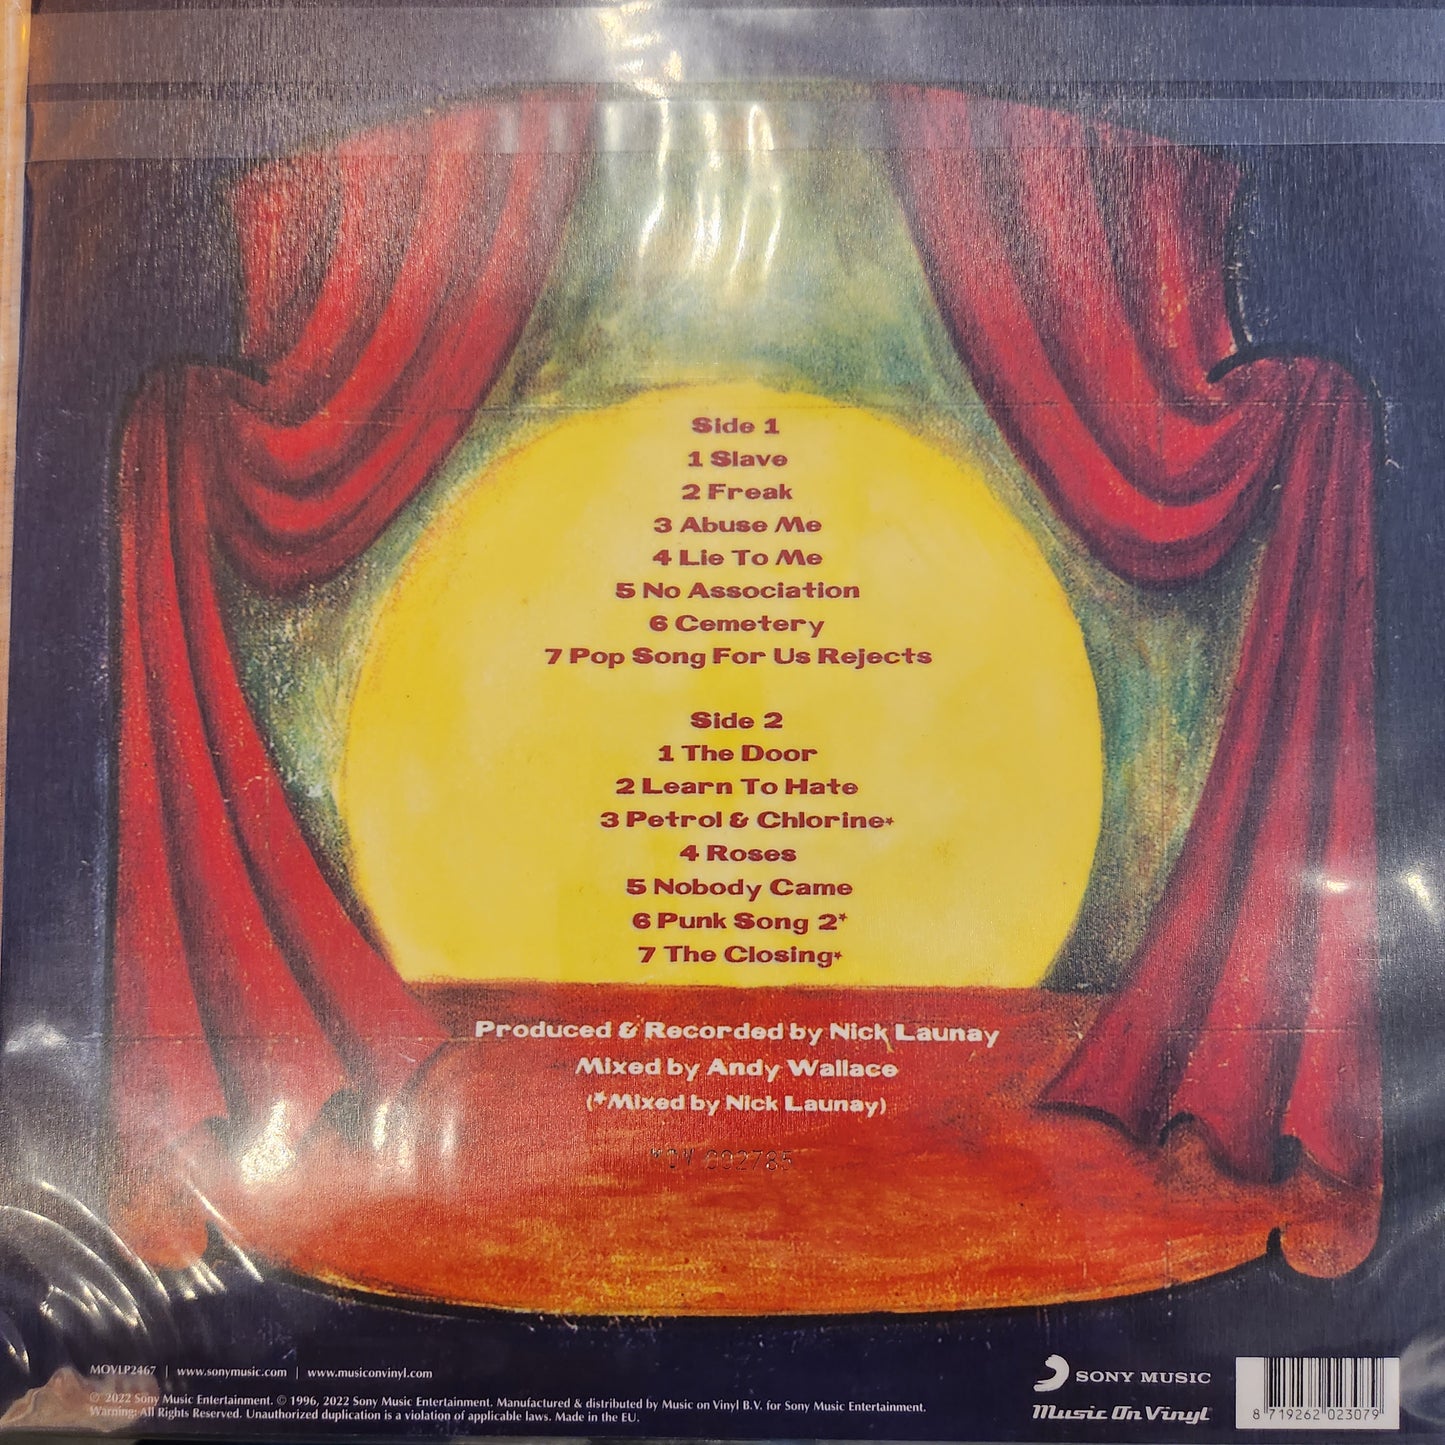 Side 1
1 Slave
2 Freak
3 Abuse Me
4 Lie To Me
5 No Association
6 Cemetery
7 Pop Song For Us Rejects
Side 2
1 The Door
2 Learn To Hate
3 Petrol & Chlorine*
4 Roses
5 Nobody Came
6 Punk Song 2*
7 The Closing*
Produced & Recorded by Nick Launay
Mixed by Andy Wallace
(*Mixed by Nick Launay)
MOV 002785
MOVLP2467 | www.sonymusic.com | www.musiconvinyl.com
℗ 2022 Sony Music Entertainment. © 1996, 2022 Sony Music Entertainment. Manufactured & distributed by Music on Vinyl B.V. for Sony Music Entertainment.
Warning: All Rights Reserved. Unauthorized duplication is a violation of applicable laws. Made in the EU.
SONY MUSIC
Music On Vinyl
8 719262 023079